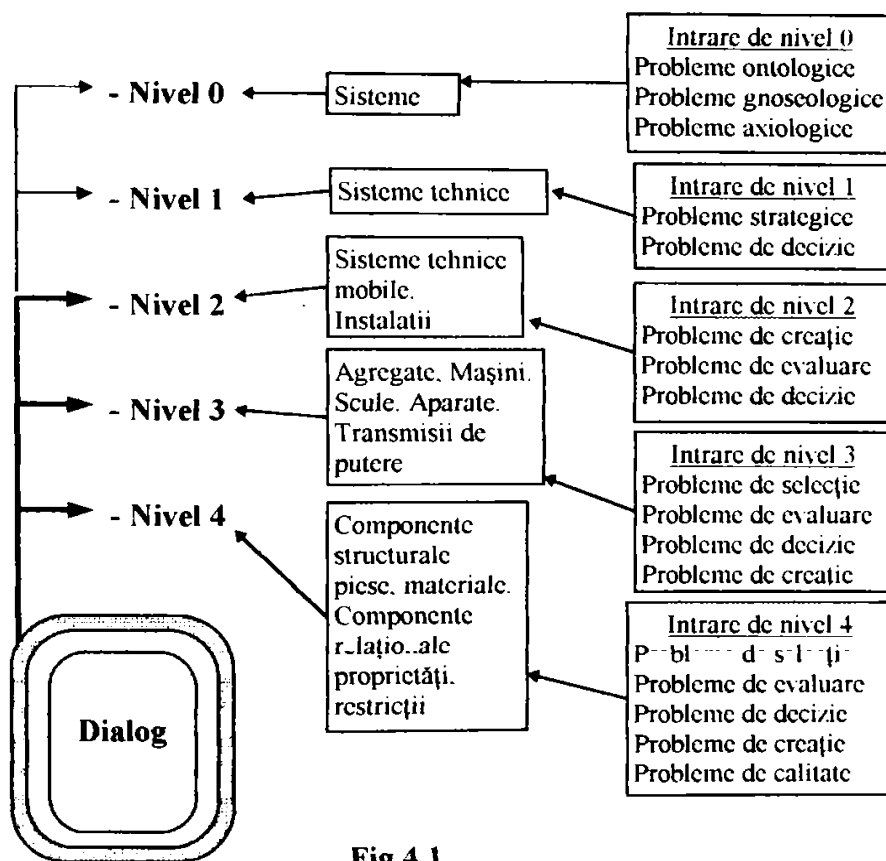 Intrare de nivel 0
Probleme ontologice
Probleme gnoseologice
Probleme axiologice
- Nivel 0
Sisteme
Intrare de nivel 1
Probleme strategice
Probleme de decizie
- Nivel 1
Sisteme tehnice
Intrare de nivel 2
Probleme de creaţie
Probleme de evaluare
Probleme de decizie
- Nivel 2
Sisteme tehnice
mobile.
Instalatii
Intrare de nivel 3
Probleme de selecţie
Probleme de evaluare
Probleme de decizie
Probleme de creaţie
- Nivel 3
Agregate. Maşini.
Scule. Aparate.
Transmisii de
putere
Intrare de nivel 4
Probleme de evaluare
Probleme de decizie
Probleme de creaţie
Probleme de calitate
- Nivel 4
Componente
structurale
piese. materiale.
Componente
proprietăţi.
restricţii
Dialog
Fig 4.1